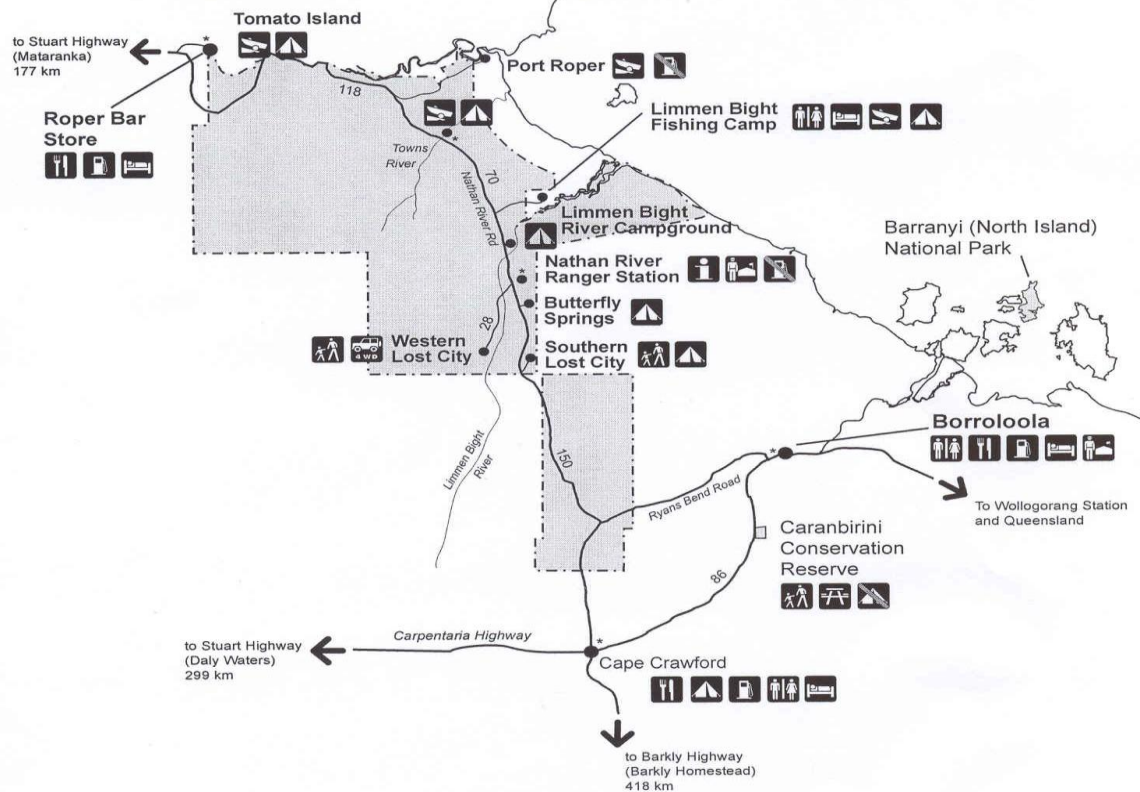 Tomato Island
to Stuart Highway
(Mataranka)
177 km
Port Roper
118
Roper Bar
Store
Limmen Bight
Fishing Camp
Towns
River
70
Nathan River Rd
Limmen Bight
River Campground
Barranyi (North Island)
National Park
Nathan River
Ranger Station
Butterfly
Springs
28
4 WD
Western
Lost City
Southern
Lost City
Borroloola
Limmen Bight
River
150
Ryans Bend Road
To Wollogorang Station
and Queensland
Caranbirini
Conservation
Reserve
86
Carpentaria Highway
to Stuart Highway
(Daly Waters)
299 km
Cape Crawford
to Barkly Highway
(Barkly Homestead)
418 km